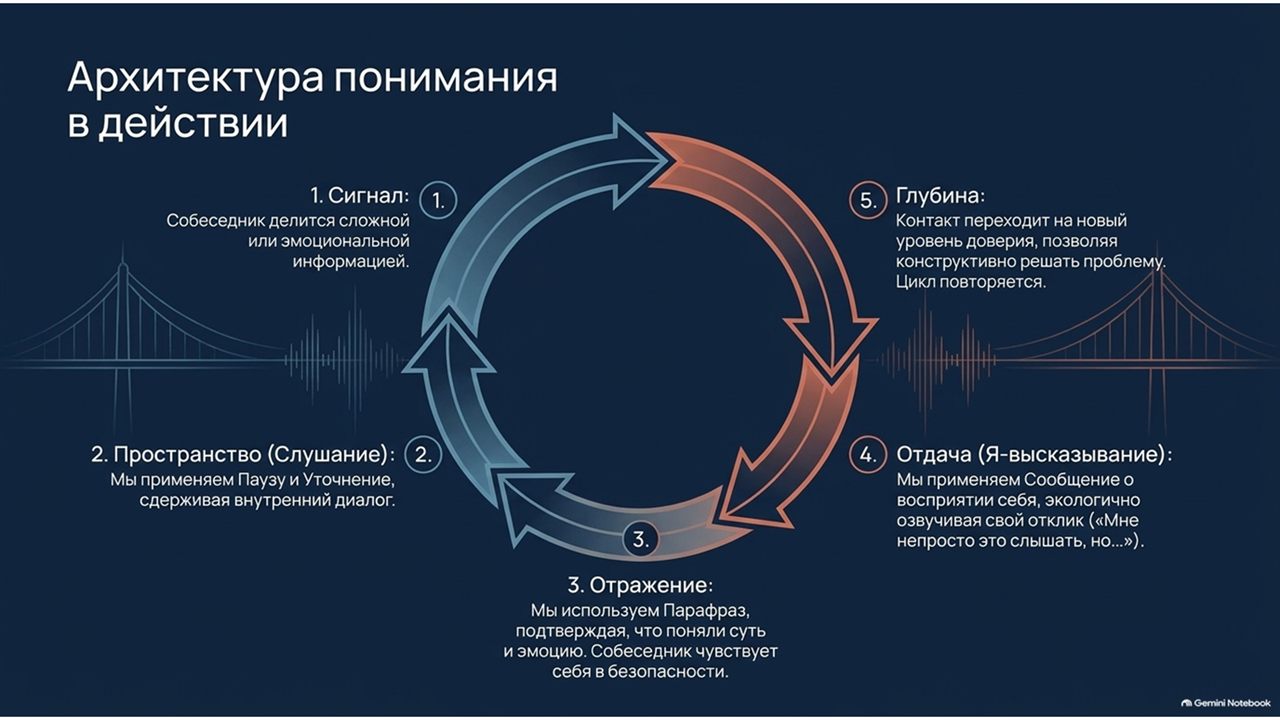 Архитектура понимания
в действии
1. Сигнал:
1.
Собеседник делится сложной
или эмоциональной
информацией.
2. Пространство (Слушание):
2.
Мы применяем Паузу и Уточнение,
сдерживая внутренний диалог.
3.
3. Отражение:
Мы используем Парафраз,
подтверждая, что поняли суть
и эмоцию. Собеседник чувствует
себя в безопасности.
4.
Отдача (Я-высказывание):
Мы применяем Сообщение о
восприятии себя, экологично
озвучивая свой отклик («Мне
непросто это слышать, но...»).
5.
Глубина:
Контакт переходит на новый
уровень доверия, позволяя
конструктивно решать проблему.
Цикл повторяется.
Gemini Notebook